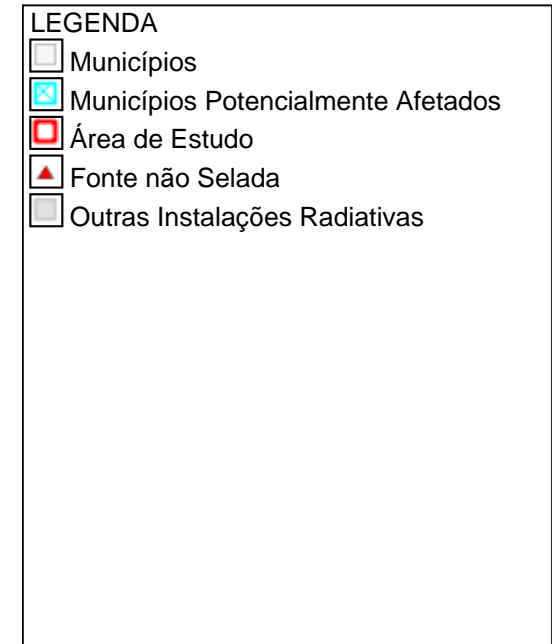 LEGENDA
Municípios
Municípios Potencialmente Afetados
Área de Estudo
Fonte não Selada
Outras Instalações Radiativas